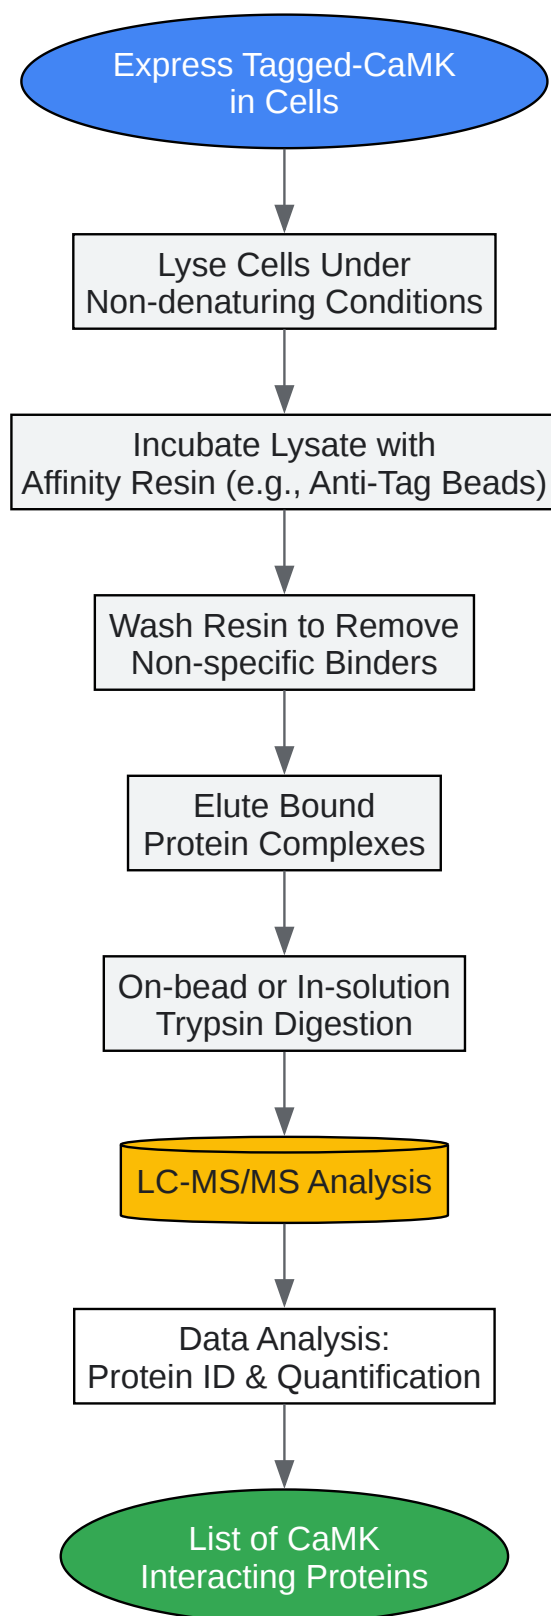 Express Tagged-CaMK
in Cells
Lyse Cells Under
Non-denaturing Conditions
Incubate Lysate with
Affinity Resin (e.g., Anti-Tag Beads)
Wash Resin to Remove
Non-specific Binders
Elute Bound
Protein Complexes
On-bead or In-solution
Trypsin Digestion
LC-MS/MS Analysis
Data Analysis:
Protein ID & Quantification
List of CaMK
Interacting Proteins